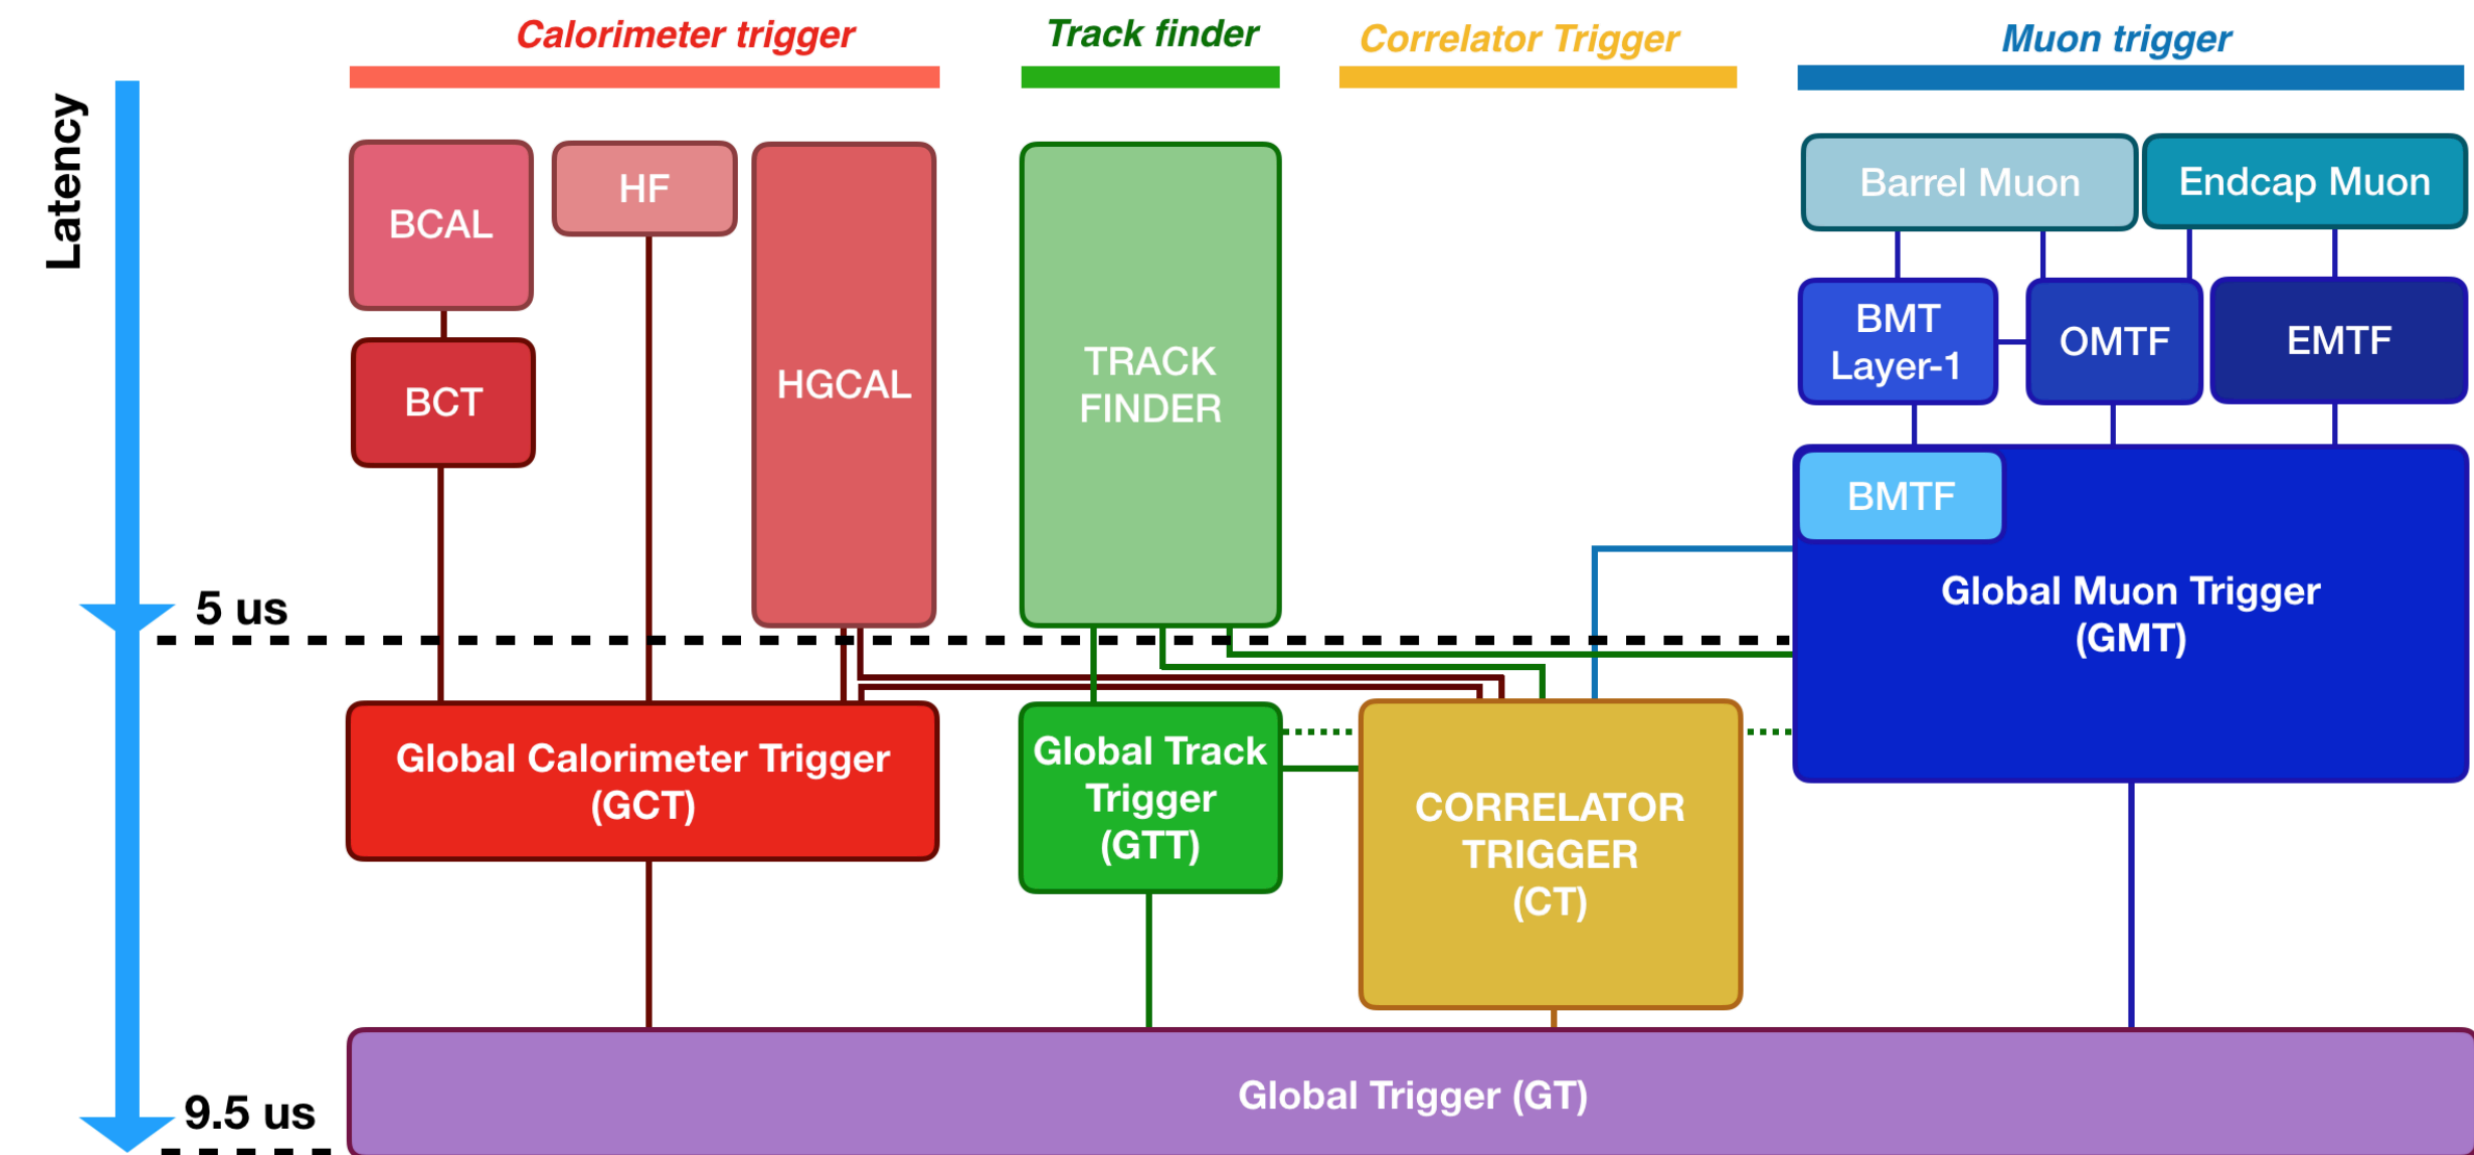 Calorimeter trigger
Track finder
Correlator Trigger
Muon trigger
Latency
BCAL
HF
HGCAL
BCT
TRACK
FINDER
Barrel Muon
Endcap Muon
BMT
Layer-1
OMTF
EMTF
BMTF
Global Muon Trigger
(GMT)
5 us
Global Calorimeter Trigger
(GCT)
Global Track
Trigger
(GTT)
CORRELATOR
TRIGGER
(CT)
Global Trigger (GT)
9.5 us